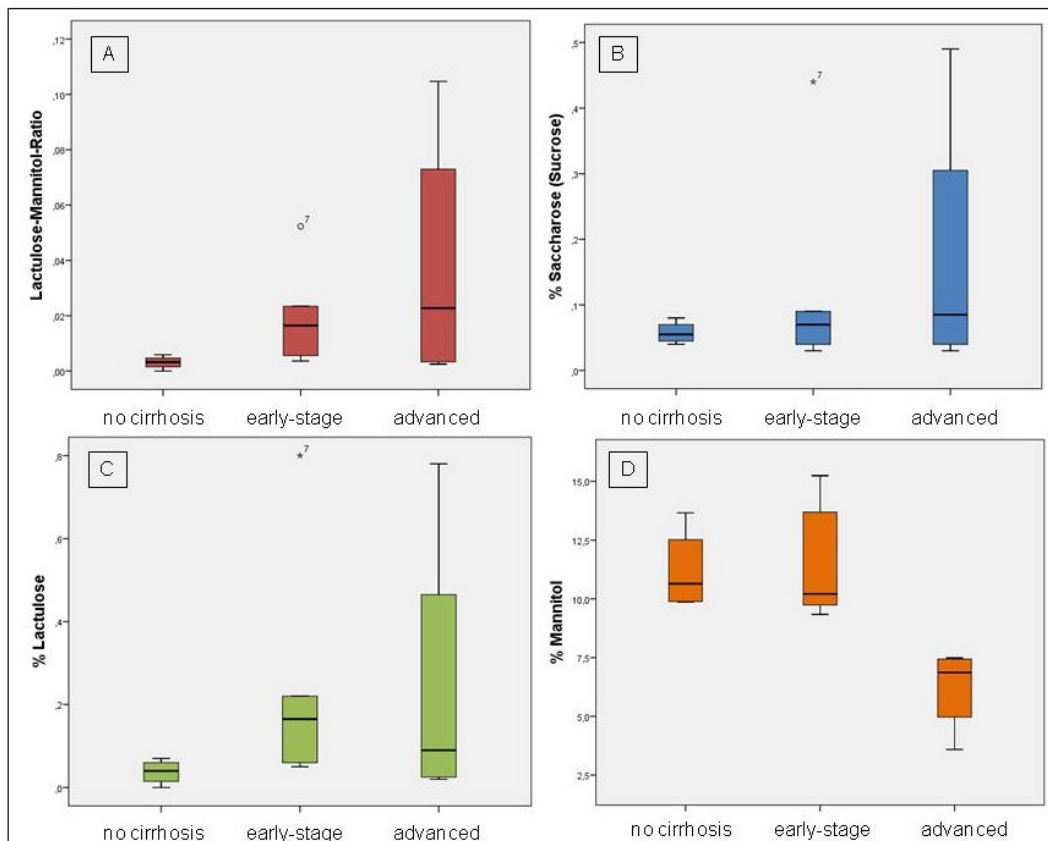 A
Lactulose-Mannitol-Ratio
,12
,10
,08
,06
,04
,02
,00
7
no cirrhosis early-stage advanced
B
% Saccharose (Sucrose)
,5
,4
,3
,2
,1
,0
7
no cirrhosis early-stage advanced
C
% Lactulose
,8
,6
,4
,2
,0
7
no cirrhosis early-stage advanced
D
% Mannitol
15,0
12,5
10,0
7,5
5,0
2,5
no cirrhosis early-stage advanced